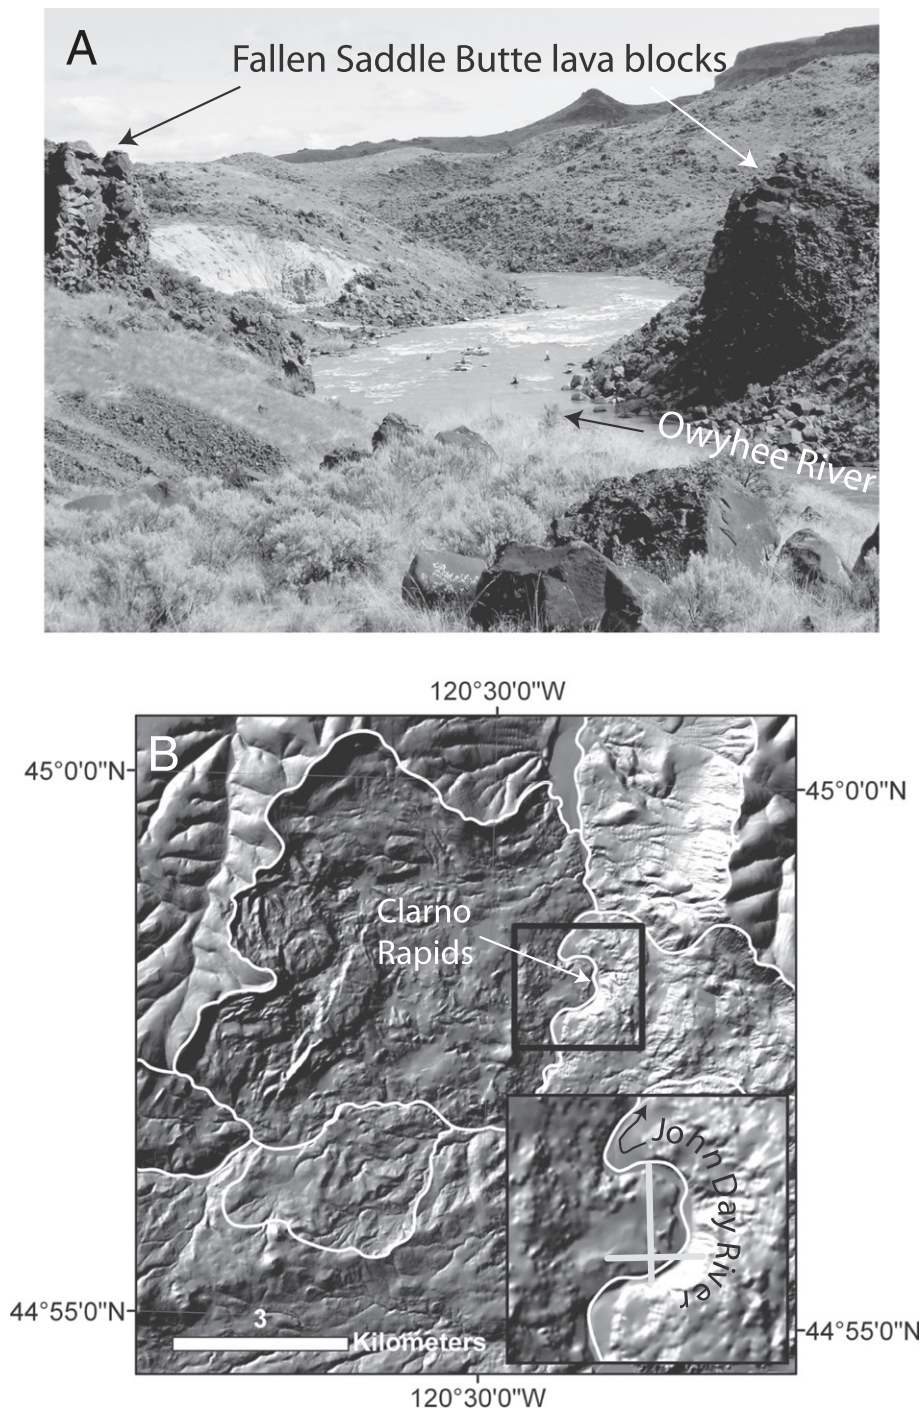 A
Fallen Saddle Butte lava blocks
Owyhee River
120°30'0"W
B
45°0'0"N
45°0'0"N
Clarno
Rapids
John Day River
44°55'0"N
3
Kilometers
44°55'0"N
120°30'0"W